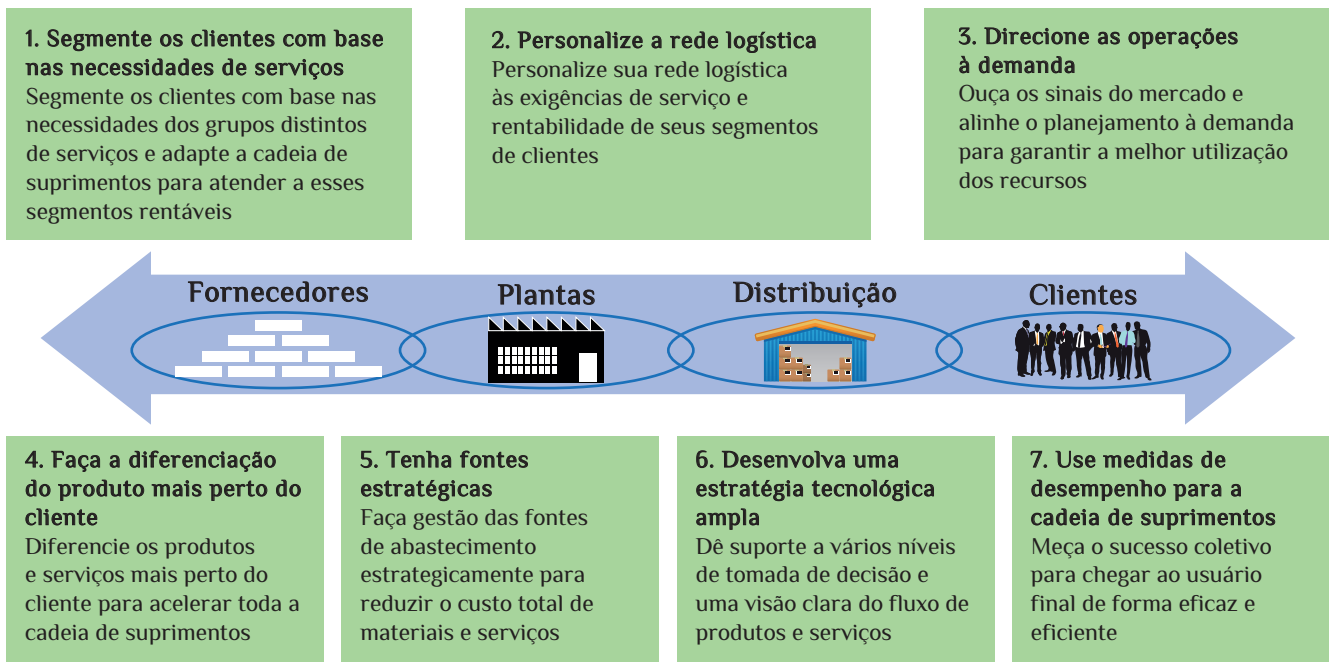 1. Segmente os clientes com base
nas necessidades de serviços
Segmente os clientes com base nas
necessidades dos grupos distintos
de serviços e adapte a cadeia de
suprimentos para atender a esses
segmentos rentáveis
2. Personalize a rede logística
Personalize sua rede logística
às exigências de serviço e
rentabilidade de seus segmentos
de clientes
3. Direcione as operações
à demanda
Ouça os sinais do mercado e
alinhe o planejamento à demanda
para garantir a melhor utilização
dos recursos
Fornecedores
Plantas
Distribuição
Clientes
4. Faça a diferenciação
do produto mais perto do
cliente
Diferencie os produtos
e serviços mais perto do
cliente para acelerar toda a
cadeia de suprimentos
5. Tenha fontes
estratégicas
Faça gestão das fontes
de abastecimento
estrategicamente para
reduzir o custo total de
materiais e serviços
6. Desenvolva uma
estratégia tecnológica
ampla
Dê suporte a vários níveis
de tomada de decisão e
uma visão clara do fluxo de
produtos e serviços
7. Use medidas de
desempenho para a
cadeia de suprimentos
Meça o sucesso coletivo
para chegar ao usuário
final de forma eficaz e
eficiente